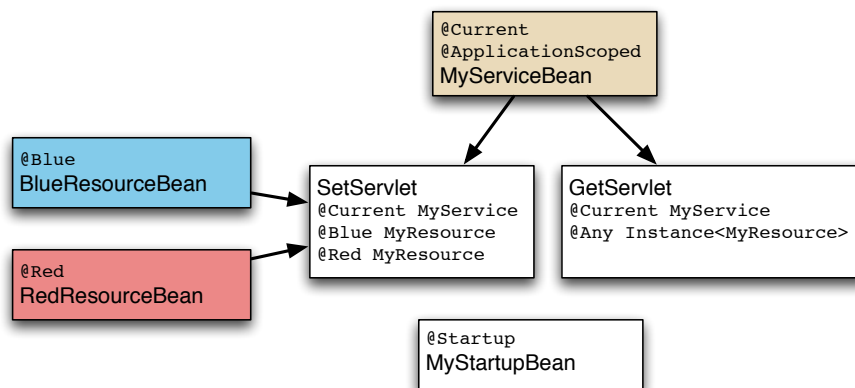 @Current
@ApplicationScoped
MyServiceBean
@Blue
BlueResourceBean
SetServlet
@Current MyService
@Blue MyResource
@Red MyResource
GetServlet
@Current MyService
@Any Instance<MyResource>
@Red
RedResourceBean
@Startup
MyStartupBean